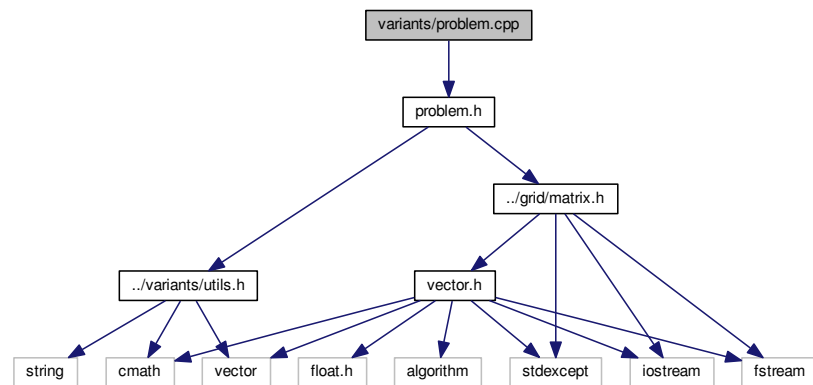 variants/problem.cpp
problem.h
../grid/matrix.h
../variants/utils.h
vector.h
string
cmath
vector
float.h
algorithm
stdexcept
iostream
fstream